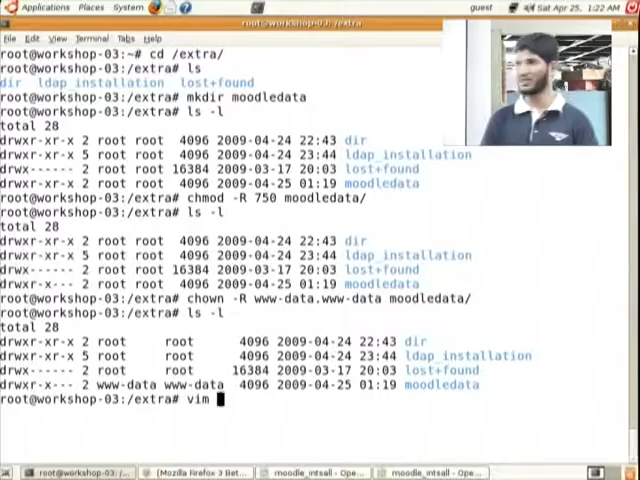 Applications Places System guest Sat Apr 25, 1:22 AM
root@workshop-03: /extra
File Edit View Terminal Tabs Help
root@workshop-03:~# cd /extra/
root@workshop-03:/extra# ls
dir ldap_installation lost+found
root@workshop-03:/extra# mkdir moodledata
root@workshop-03:/extra# ls -l
total 28
drwxr-xr-x 2 root root 4096 2009-04-24 22:43 dir
drwxr-xr-x 5 root root 4096 2009-04-24 23:44 ldap_installation
drwx------ 2 root root 16384 2009-03-17 20:03 lost+found
drwxr-xr-x 2 root root 4096 2009-04-25 01:19 moodledata
root@workshop-03:/extra# chmod -R 750 moodledata/
root@workshop-03:/extra# ls -l
total 28
drwxr-xr-x 2 root root 4096 2009-04-24 22:43 dir
drwxr-xr-x 5 root root 4096 2009-04-24 23:44 ldap_installation
drwx------ 2 root root 16384 2009-03-17 20:03 lost+found
drwxr-x--- 2 root root 4096 2009-04-25 01:19 moodledata
root@workshop-03:/extra# chown -R www-data.www-data moodledata/
root@workshop-03:/extra# ls -l
total 28
drwxr-xr-x 2 root root 4096 2009-04-24 22:43 dir
drwxr-xr-x 5 root root 4096 2009-04-24 23:44 ldap_installation
drwx------ 2 root root 16384 2009-03-17 20:03 lost+found
drwxr-x--- 2 www-data www-data 4096 2009-04-25 01:19 moodledata
root@workshop-03:/extra# vim
root@workshop-03: /... [Mozilla Firefox 3 Bet... moodle_intsall - Ope... moodle_intsall - Ope...